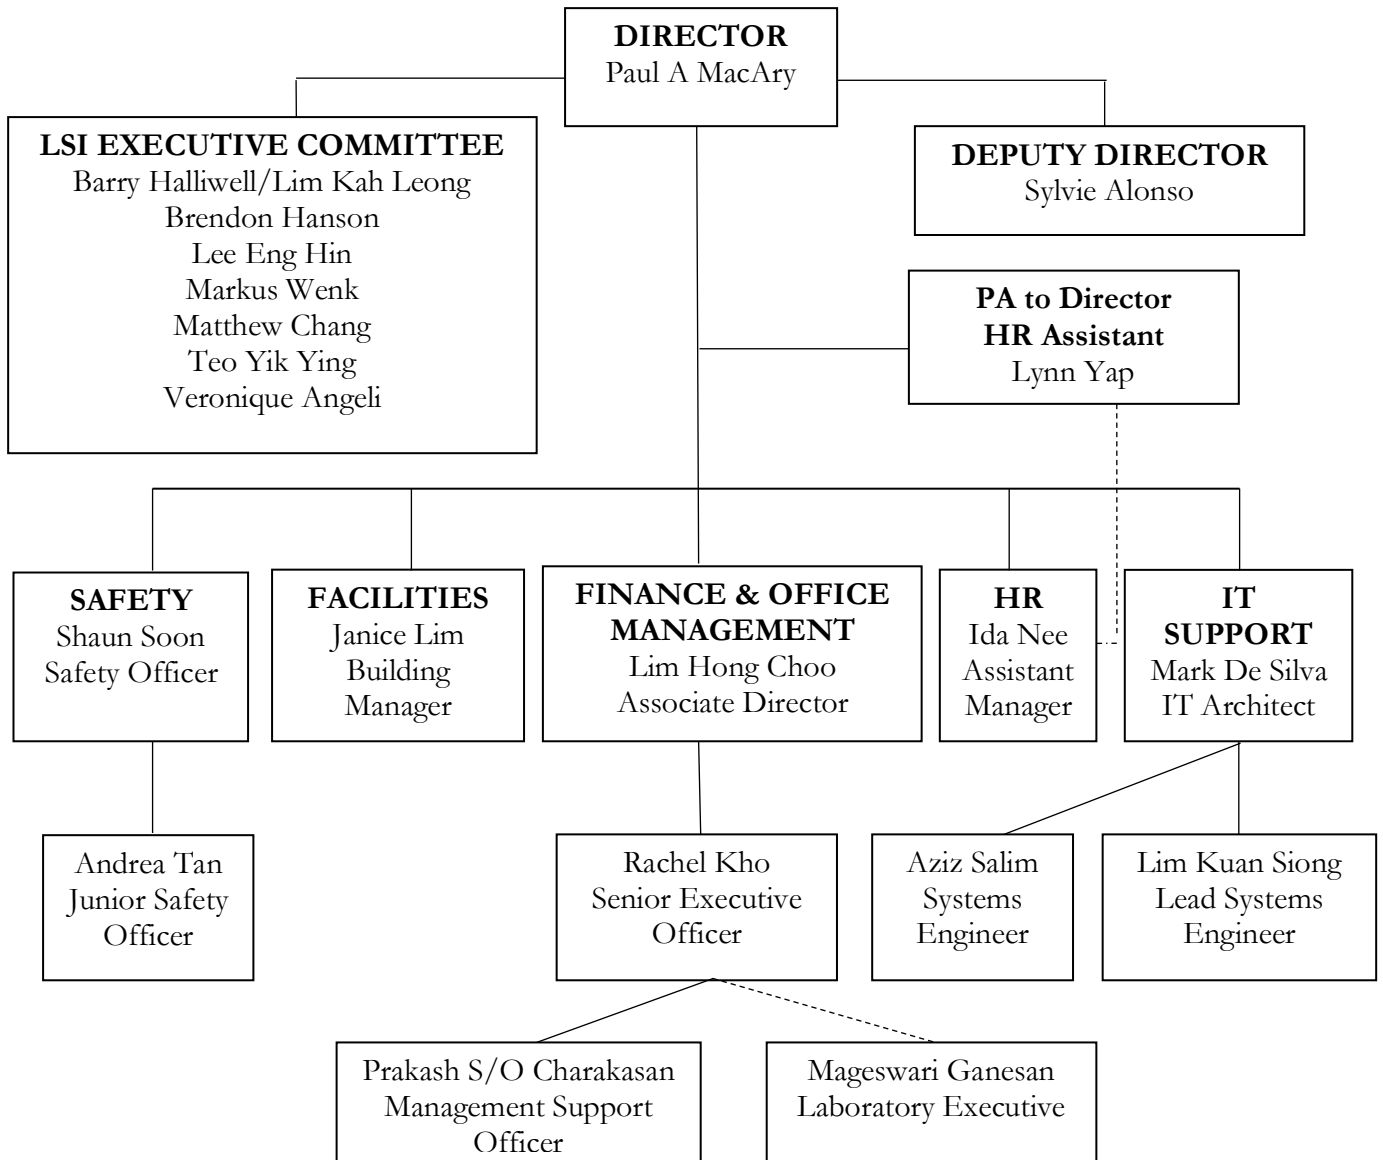 DIRECTOR
Paul A MacAry
LSI EXECUTIVE COMMITTEE
Barry Halliwell/Lim Kah Leong
Brendon Hanson
Lee Eng Hin
Markus Wenk
Matthew Chang
Teo Yik Ying
Veronique Angeli
DEPUTY DIRECTOR
Sylvie Alonso
PA to Director
HR Assistant
Lynn Yap
SAFETY
Shaun Soon
Safety Officer
FACILITIES
Janice Lim
Building
Manager
FINANCE & OFFICE
MANAGEMENT
Lim Hong Choo
Associate Director
HR
Ida Nee
Assistant
Manager
IT
SUPPORT
Mark De Silva
IT Architect
Andrea Tan
Junior Safety
Officer
Rachel Kho
Senior Executive
Officer
Aziz Salim
Systems
Engineer
Lim Kuan Siong
Lead Systems
Engineer
Prakash S/O Charakasan
Management Support
Officer
Mageswari Ganesan
Laboratory Executive